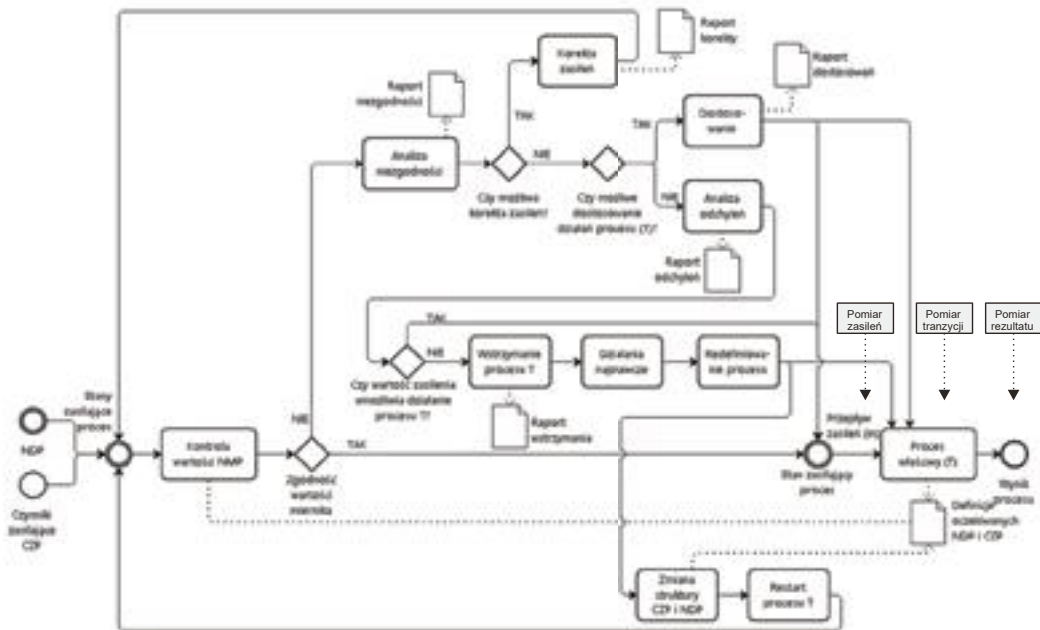 Raport
korekty
Korekta
zasileń
Raport
dostosowań
Raport
niezgodności
TAK
Dostoso-
wanie
TAK
Analiza
niezgodności
NIE
NIE
Analiza
odchyleń
Czy możliwa
korekta zasileń?
Czy możliwe
dostosowanie
działań procesu (T)?
Raport
odchyleń
Pomiar
zasileń
Pomiar
tranzycji
Pomiar
rezultatu
TAK
NIE
Wstrzymanie
procesu T
Działania
naprawcze
Redefiniowa-
nie procesu
Czy wartość zasilenia
umożliwia działanie
procesu T?
Stany
zasilające
proces
Raport
wstrzymania
NIE
Przepływ
zasileń
NDP
Kontrola
wartości NMP
TAK
Proces
właściwy (T)
Zgodność
wartości
miernika
Stan zasilający
proces
Wynik
procesu
Czynniki
zasilające
CZP
Definicje
oczekiwanych
NDP i CZP
Zmiana
struktury
CZP i NDP
Restart
procesu T